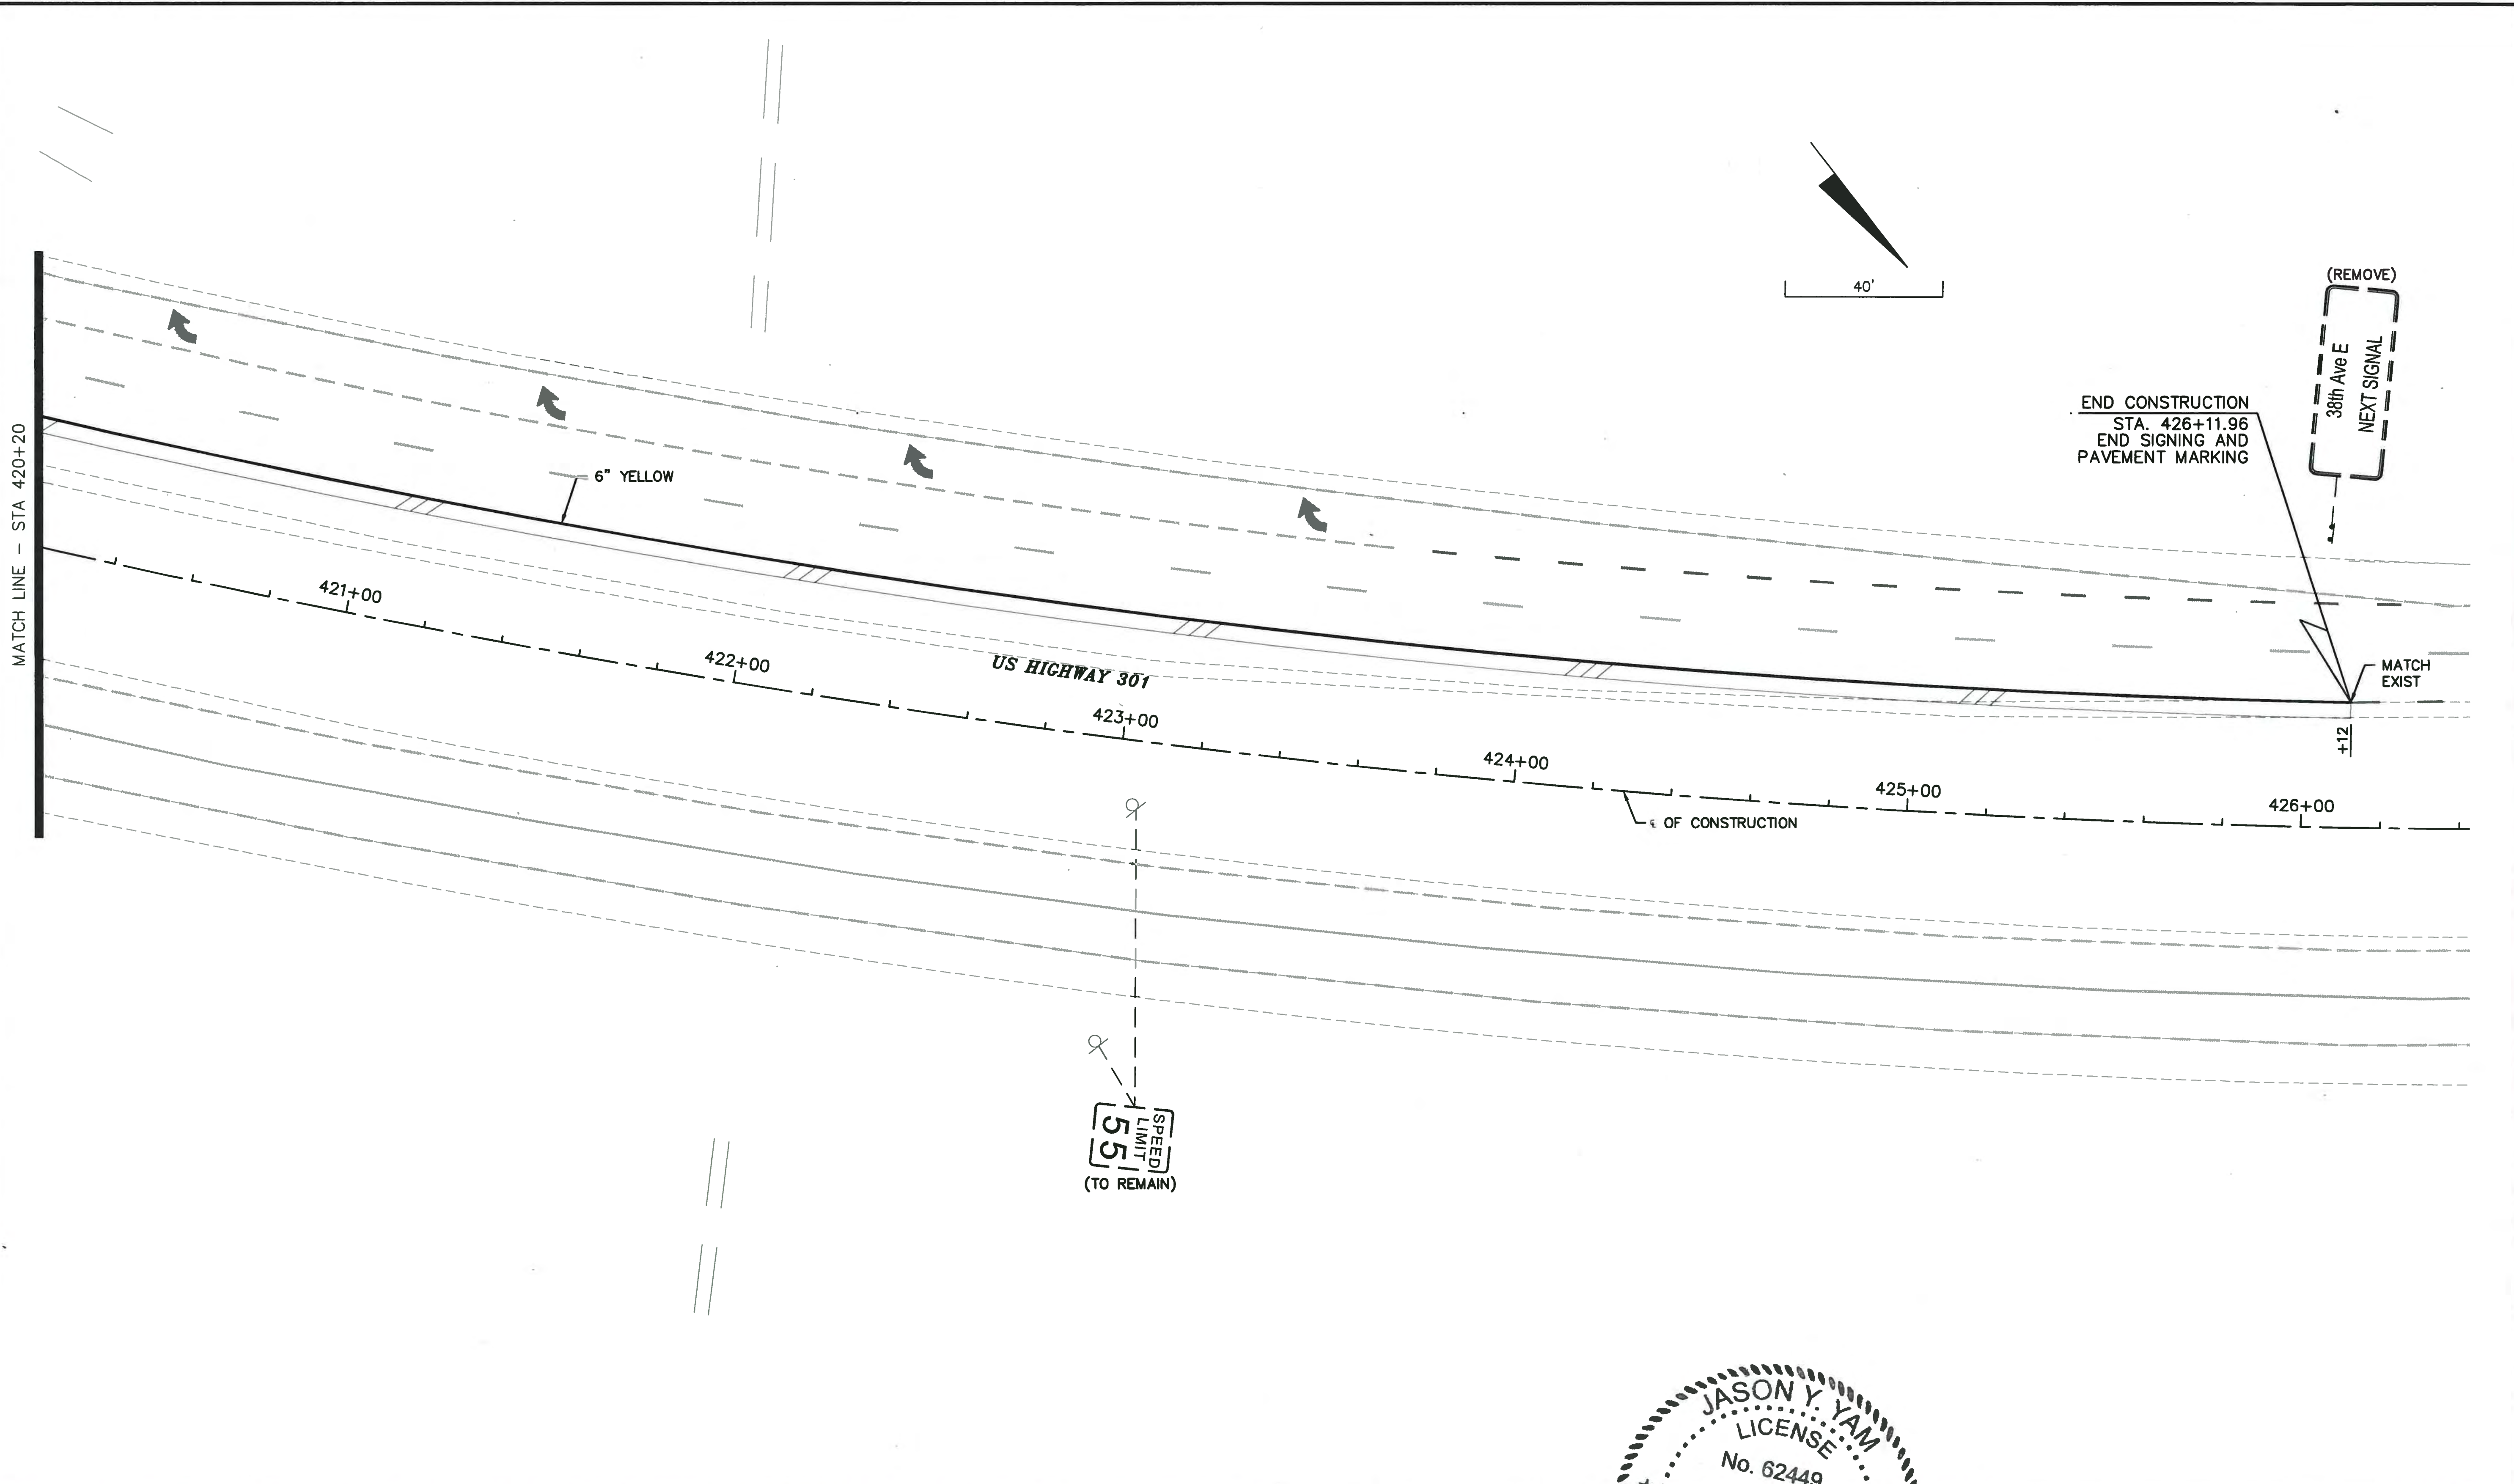 MATCH LINE - STA 420+20
6" YELLOW
421+00
422+00
US HIGHWAY 301
423+00
424+00
℄ OF CONSTRUCTION
425+00
426+00
40'
(REMOVE)
38th Ave E
NEXT SIGNAL
END CONSTRUCTION
STA. 426+11.96
END SIGNING AND
PAVEMENT MARKING
MATCH
EXIST
+12
SPEED
LIMIT
55
(TO REMAIN)
JASON Y. YAM
LICENSE
No. 62449